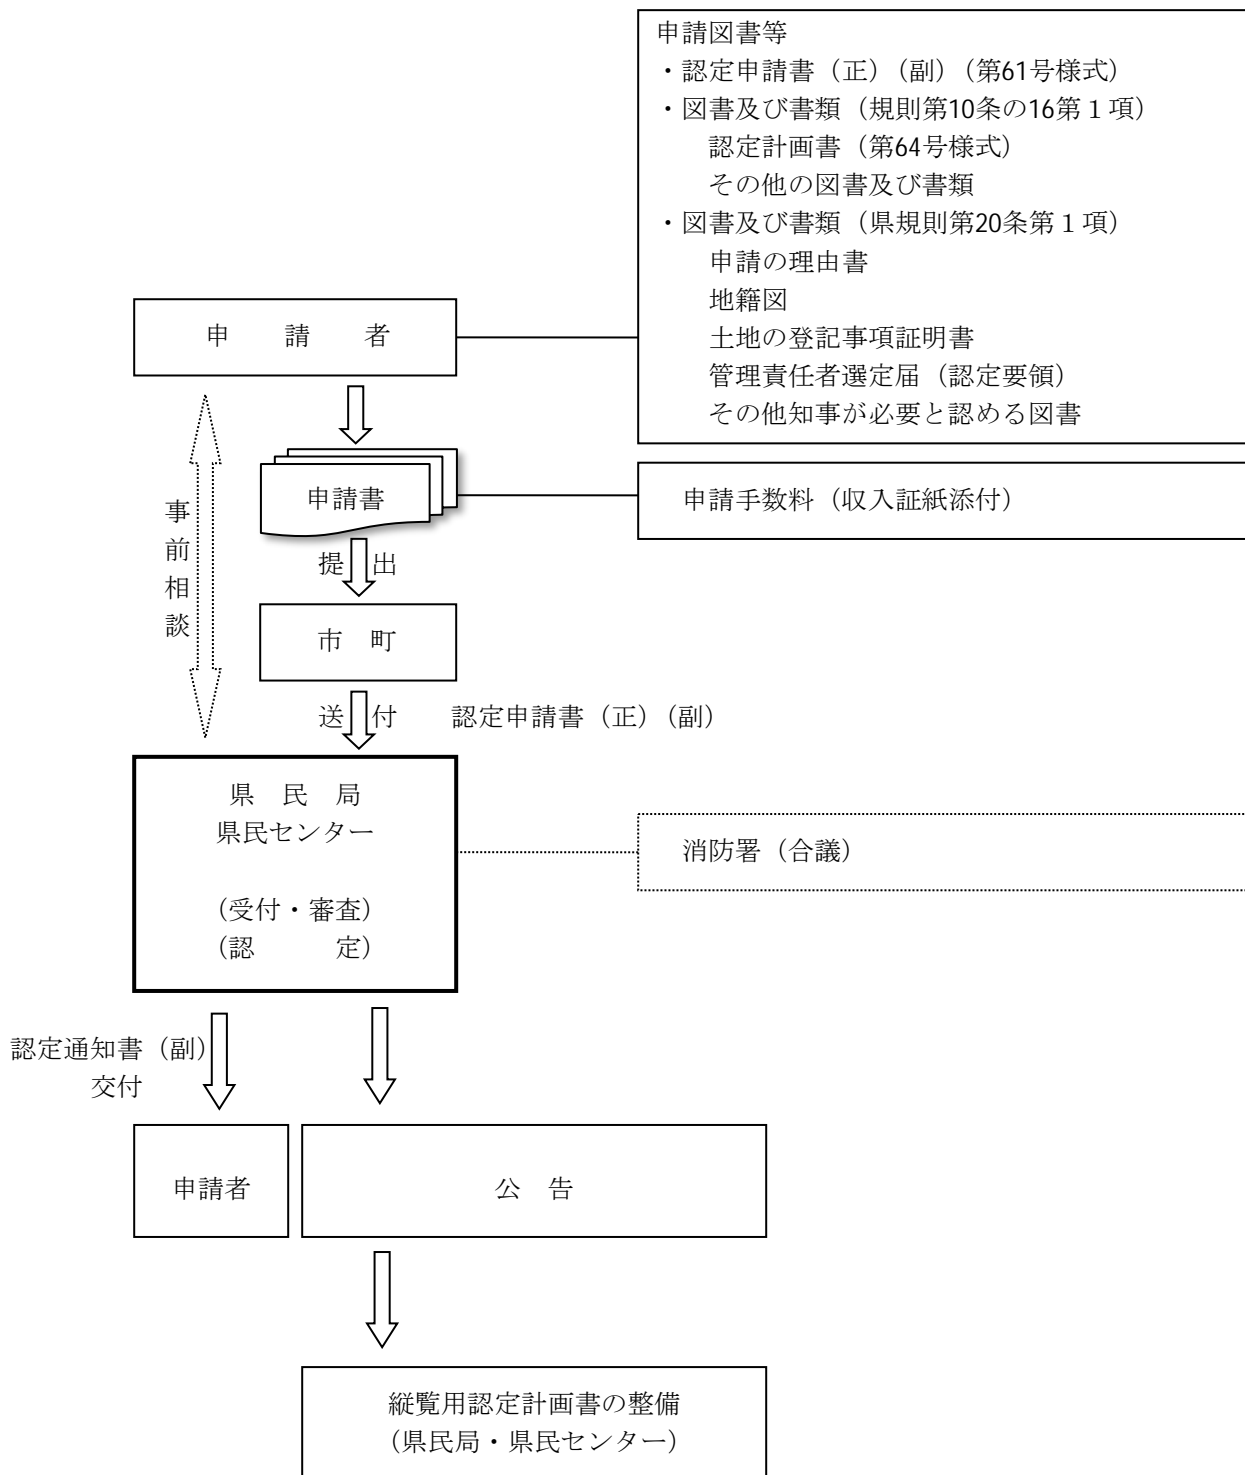 申請図書等
・認定申請書（正）（副）（第61号様式）
・図書及び書類（規則第10条の16第１項）
認定計画書（第64号様式）
その他の図書及び書類
・図書及び書類（県規則第20条第１項）
申請の理由書
地籍図
土地の登記事項証明書
管理責任者選定届（認定要領）
その他知事が必要と認める図書
申　請　者
申請書
申請手数料（収入証紙添付）
事前相談
提　出
市　町
送　付　認定申請書（正）（副）
県　民　局
県民センター
（受付・審査）
（認　　　定）
消防署（合議）
認定通知書（副）
交付
申請者
公　告
縦覧用認定計画書の整備
（県民局・県民センター）